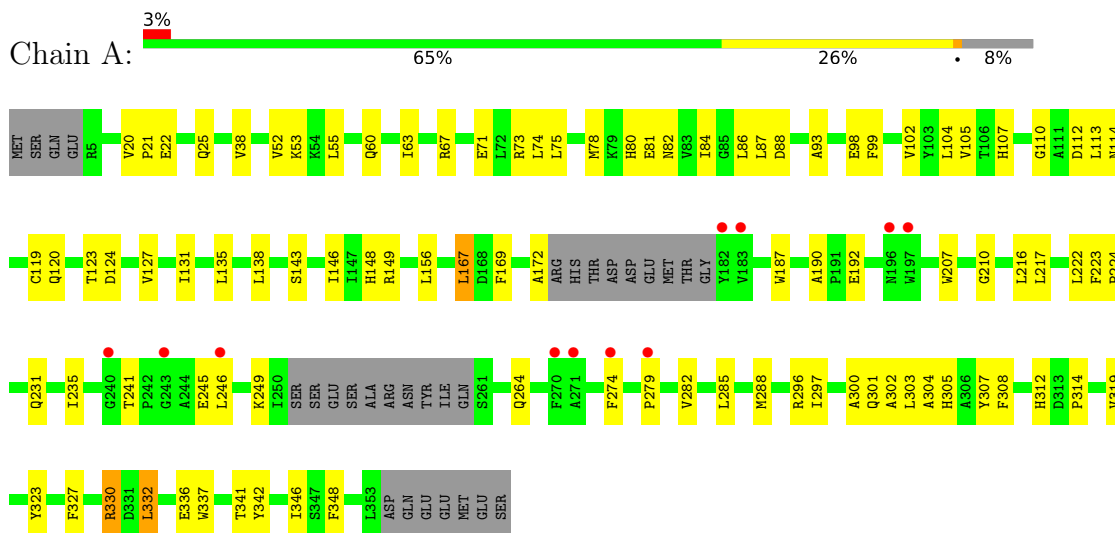 3%
Chain A:
65% 26% • 8%
MET SER GLN GLU R5 V20 P21 E22 Q25 V38 V52 K53 K54 L55 Q60 I63 R67 E71 L72 R73 L74 L75 M78 K79 H80 E81 N82 V83 I84 G85 L86 L87 D88 A93 E98 F99 V102 Y103 L104 V105 T106 H107 G110 A111 D112 L113 N114
C119 Q120 T123 D124 V127 I131 L135 L138 S143 I146 I147 H148 R149 L156 L167 D168 F169 A172 ARG HIS THR ASP ASP GLU MET THR GLY Y182 V183 W187 A190 P191 E192 N196 W197 W207 G210 L216 L217 L222 F223 P224
Q231 I235 G240 T241 P242 G243 A244 E245 L246 K249 I250 SER SER GLU SER ALA ARG ASN TYR ILE GLN S261 Q264 F270 A271 F274 P279 V282 L285 M288 R296 I297 A300 Q301 A302 L303 A304 H305 A306 Y307 F308 H312 D313 P314 V319
Y323 F327 R330 D331 L332 E336 W337 T341 Y342 I346 S347 F348 L353 ASP GLN GLU GLU MET GLU SER